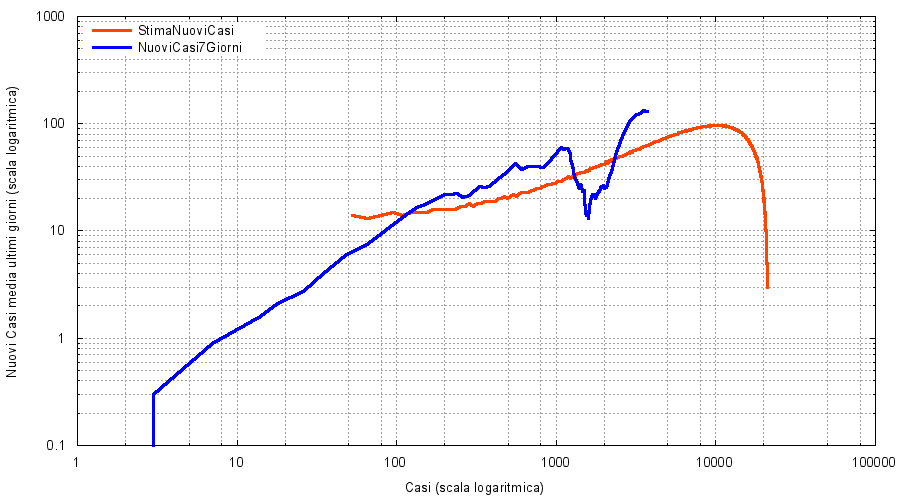 1000
StimaNuoviCasi
NuoviCasi7Giorni
100
10
1
0.1
1 10 100 1000 10000 100000
Nuovi Casi media ultimi giorni (scala logaritmica)
Casi (scala logaritmica)